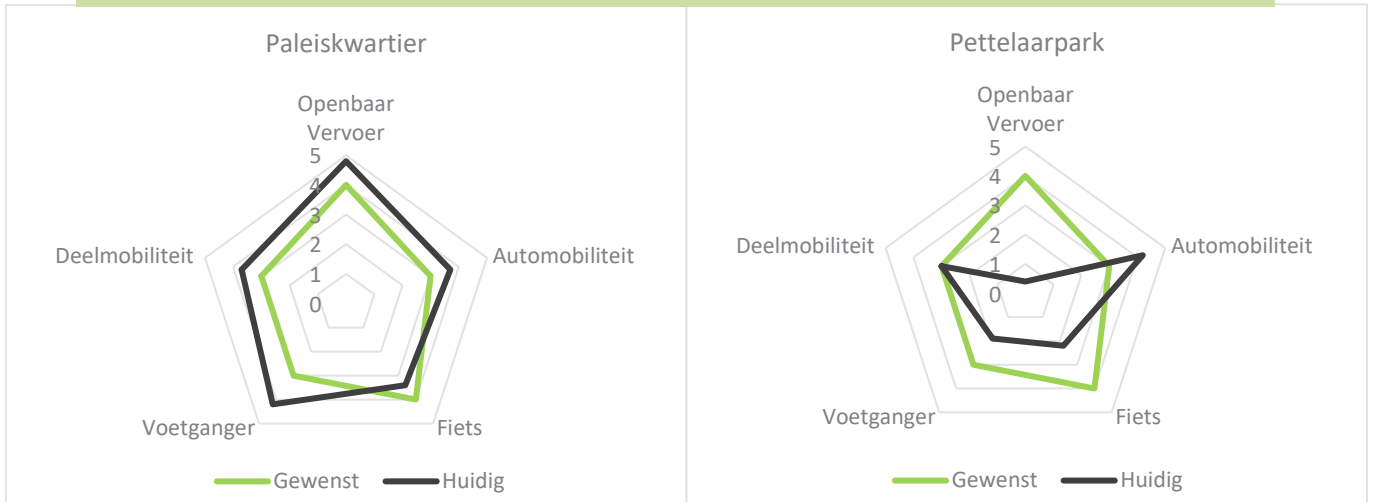 Paleiskwartier
Openbaar
Vervoer
5
4
3
2
1
0
Automobiliteit
Fiets
Voetganger
Deelmobiliteit
Gewenst
Huidig
Pettelaarpark
Openbaar
Vervoer
5
4
3
2
1
0
Automobiliteit
Fiets
Voetganger
Deelmobiliteit
Gewenst
Huidig